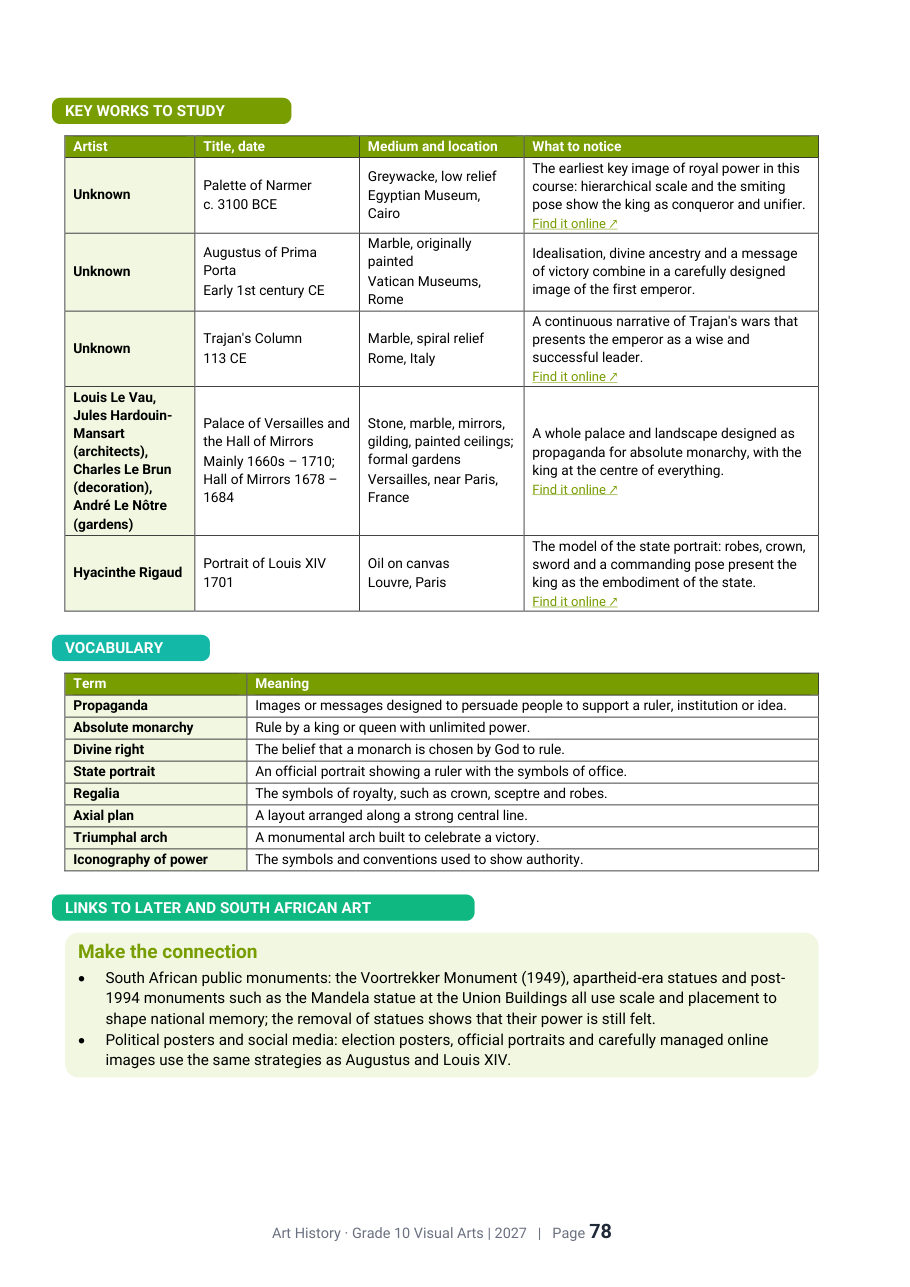 KEY WORKS TO STUDY
Artist
Title, date
Medium and location
What to notice
Unknown
Palette of Narmer
c. 3100 BCE
Greywacke, low relief
Egyptian Museum,
Cairo
The earliest key image of royal power in this
course: hierarchical scale and the smiting
pose show the king as conqueror and unifier.
Find it online ↗
Unknown
Augustus of Prima
Porta
Early 1st century CE
Marble, originally
painted
Vatican Museums,
Rome
Idealisation, divine ancestry and a message
of victory combine in a carefully designed
image of the first emperor.
Unknown
Trajan's Column
113 CE
Marble, spiral relief
Rome, Italy
A continuous narrative of Trajan's wars that
presents the emperor as a wise and
successful leader.
Find it online ↗
Louis Le Vau,
Jules Hardouin-
Mansart
(architects),
Charles Le Brun
(decoration),
André Le Nôtre
(gardens)
Palace of Versailles and
the Hall of Mirrors
Mainly 1660s – 1710;
Hall of Mirrors 1678 –
1684
Stone, marble, mirrors,
gilding, painted ceilings;
formal gardens
Versailles, near Paris,
France
A whole palace and landscape designed as
propaganda for absolute monarchy, with the
king at the centre of everything.
Find it online ↗
Hyacinthe Rigaud
Portrait of Louis XIV
1701
Oil on canvas
Louvre, Paris
The model of the state portrait: robes, crown,
sword and a commanding pose present the
king as the embodiment of the state.
Find it online ↗
VOCABULARY
Term
Meaning
Propaganda
Images or messages designed to persuade people to support a ruler, institution or idea.
Absolute monarchy
Rule by a king or queen with unlimited power.
Divine right
The belief that a monarch is chosen by God to rule.
State portrait
An official portrait showing a ruler with the symbols of office.
Regalia
The symbols of royalty, such as crown, sceptre and robes.
Axial plan
A layout arranged along a strong central line.
Triumphal arch
A monumental arch built to celebrate a victory.
Iconography of power
The symbols and conventions used to show authority.
LINKS TO LATER AND SOUTH AFRICAN ART
Make the connection
• South African public monuments: the Voortrekker Monument (1949), apartheid-era statues and post-
1994 monuments such as the Mandela statue at the Union Buildings all use scale and placement to
shape national memory; the removal of statues shows that their power is still felt.
• Political posters and social media: election posters, official portraits and carefully managed online
images use the same strategies as Augustus and Louis XIV.
Art History · Grade 10 Visual Arts | 2027 | Page 78